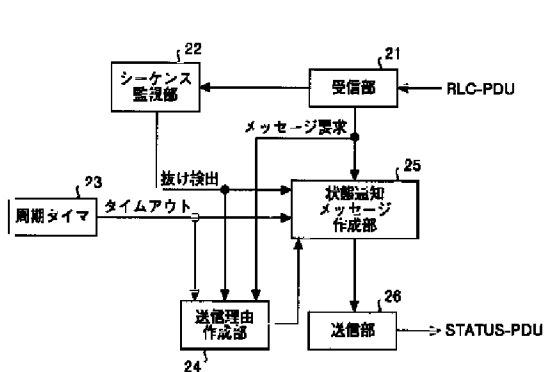 22
シーケンス
監視部
21
受信部
RLC-PDU
メッセージ要求
25
状態通知
メッセージ
作成部
抜け検出
23
周期タイマ
タイムアウト
送信理由
作成部
24
26
送信部
STATUS-PDU